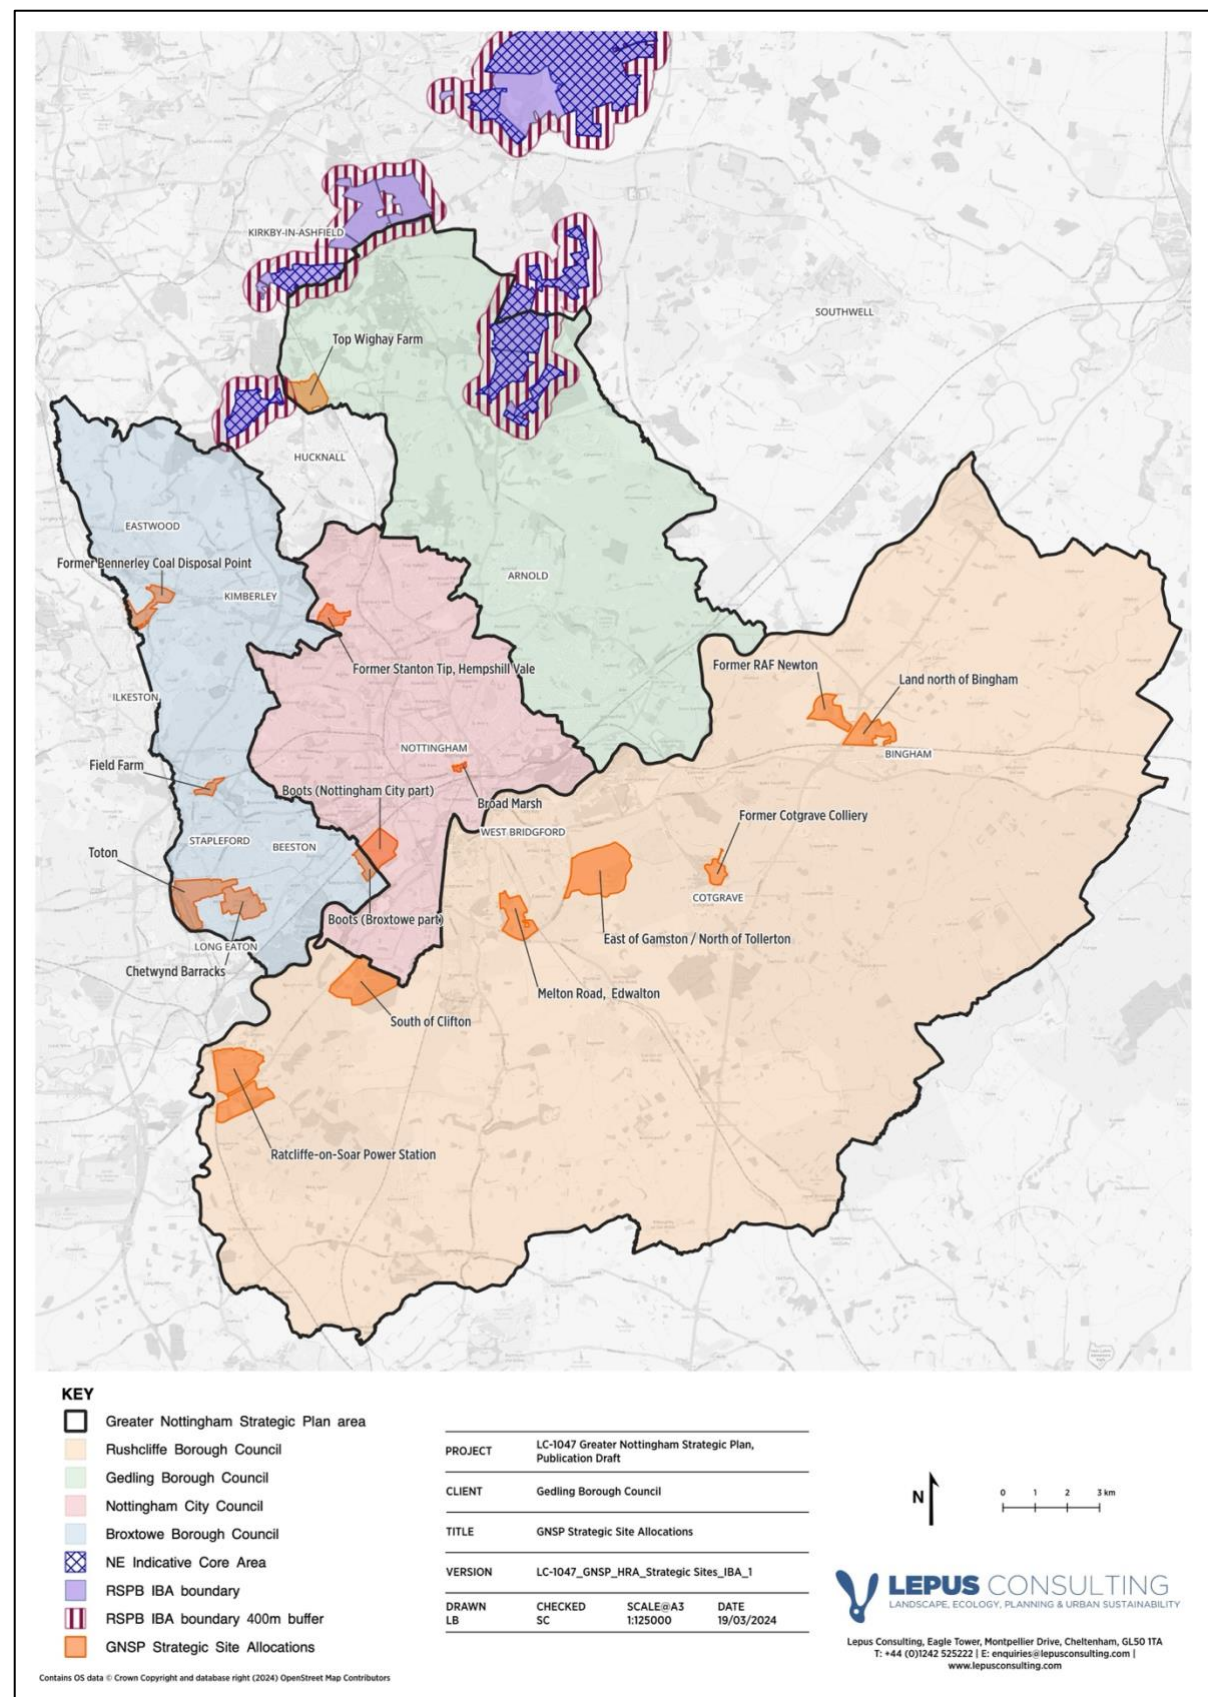 KIRKBY-IN-ASHFIELD
SOUTHWELL
Top Wighay Farm
HUCKNALL
EASTWOOD
Former Bennerley Coal Disposal Point
ARNOLD
KIMBERLEY
Former Stanton Tip, Hempshill Vale
Former RAF Newton
Land north of Bingham
ILKESTON
NOTTINGHAM
BINGHAM
Field Farm
Boots (Nottingham City part)
Broad Marsh
Former Cotgrave Colliery
WEST BRIDGFORD
STAPLEFORD
BEESTON
Toton
COTGRAVE
Boots (Broxtowe part)
East of Gamston / North of Tollerton
LONG EATON
Chetwynd Barracks
Melton Road, Edwalton
South of Clifton
Ratcliffe-on-Soar Power Station
KEY
Greater Nottingham Strategic Plan area
Rushcliffe Borough Council
Gedling Borough Council
Nottingham City Council
Broxtowe Borough Council
NE Indicative Core Area
RSPB IBA boundary
RSPB IBA boundary 400m buffer
GNSP Strategic Site Allocations
Contains OS data © Crown Copyright and database right (2024) OpenStreet Map Contributors
PROJECT LC-1047 Greater Nottingham Strategic Plan,
Publication Draft
CLIENT Gedling Borough Council
TITLE GNSP Strategic Site Allocations
VERSION LC-1047_GNSP_HRA_Strategic Sites_IBA_1
DRAWN CHECKED SCALE@A3 DATE
LB SC 1:125000 19/03/2024
N
0 1 2 3 km
LEPUS CONSULTING
LANDSCAPE, ECOLOGY, PLANNING & URBAN SUSTAINABILITY
Lepus Consulting, Eagle Tower, Montpellier Drive, Cheltenham, GL50 1TA
T: +44 (0)1242 525222 | E: enquiries@lepusconsulting.com |
www.lepusconsulting.com